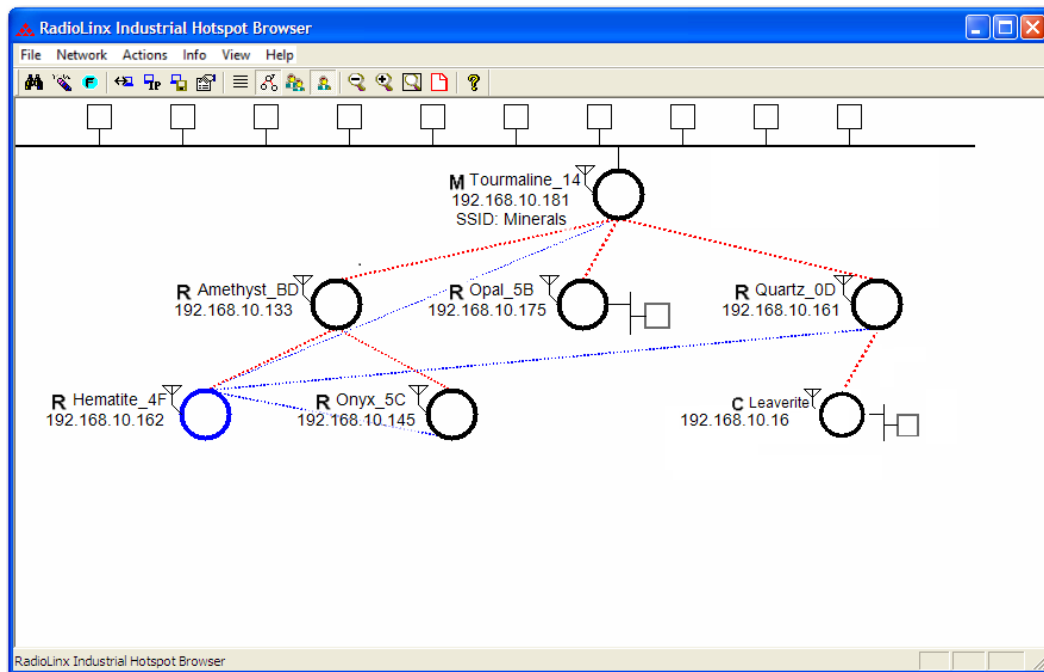 RadioLinx Industrial Hotspot Browser
File Network Actions Info View Help
F IP ?
M Tourmaline_14
192.168.10.181
SSID: Minerals
R Amethyst_BD
192.168.10.133
R Opal_5B
192.168.10.175
R Quartz_0D
192.168.10.161
R Hematite_4F
192.168.10.162
R Onyx_5C
192.168.10.145
C Leaverite
192.168.10.16
RadioLinx Industrial Hotspot Browser